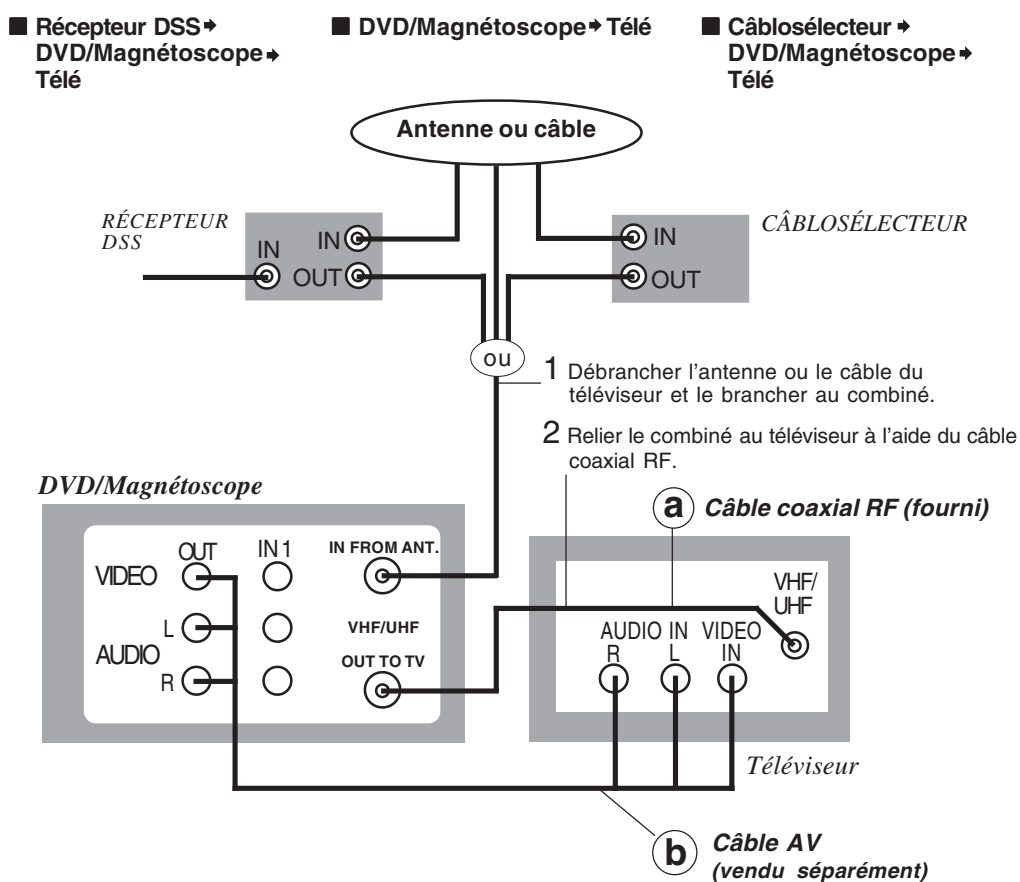 ■ Récepteur DSS➧
DVD/Magnétoscope➧
Télé
■ DVD/Magnétoscope➧Télé
■ Câblosélecteur ➧
DVD/Magnétoscope➧
Télé
Antenne ou câble
RÉCEPTEUR
DSS
IN
IN
OUT
CÂBLOSÉLECTEUR
IN
OUT
ou
1 Débrancher l'antenne ou le câble du
téléviseur et le brancher au combiné.
2 Relier le combiné au téléviseur à l'aide du câble
coaxial RF.
DVD/Magnétoscope
a Câble coaxial RF (fourni)
OUT
IN 1
IN FROM ANT.
VIDEO
L
AUDIO
R
VHF/UHF
OUT TO TV
VHF/
UHF
AUDIO IN
R L
VIDEO
IN
Téléviseur
b Câble AV
(vendu séparément)